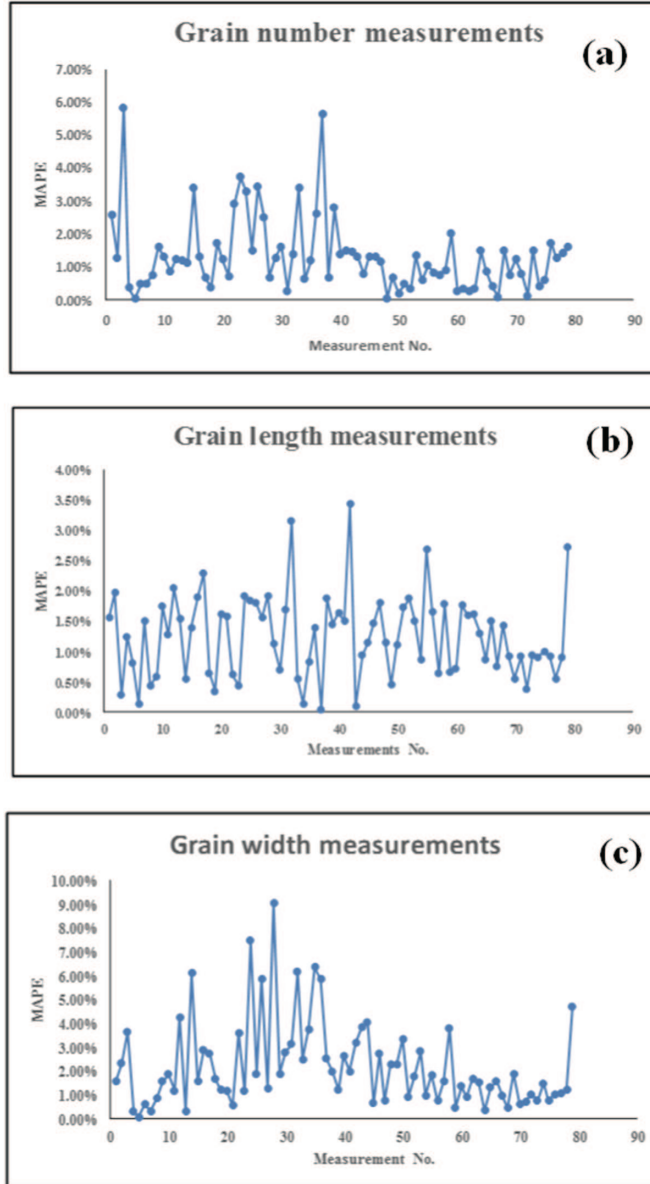 Grain number measurements
(a)
7.00%
6.00%
5.00%
4.00%
3.00%
2.00%
1.00%
0.00%
MAPE
0 10 20 30 40 50 60 70 80 90
Measurement No.
Grain length measurements
(b)
4.00%
3.50%
3.00%
2.50%
2.00%
1.50%
1.00%
0.50%
0.00%
MAPE
0 10 20 30 40 50 60 70 80 90
Measurements No.
Grain width measurements
(c)
10.00%
9.00%
8.00%
7.00%
6.00%
5.00%
4.00%
3.00%
2.00%
1.00%
0.00%
MAPE
0 10 20 30 40 50 60 70 80 90
Measurement No.